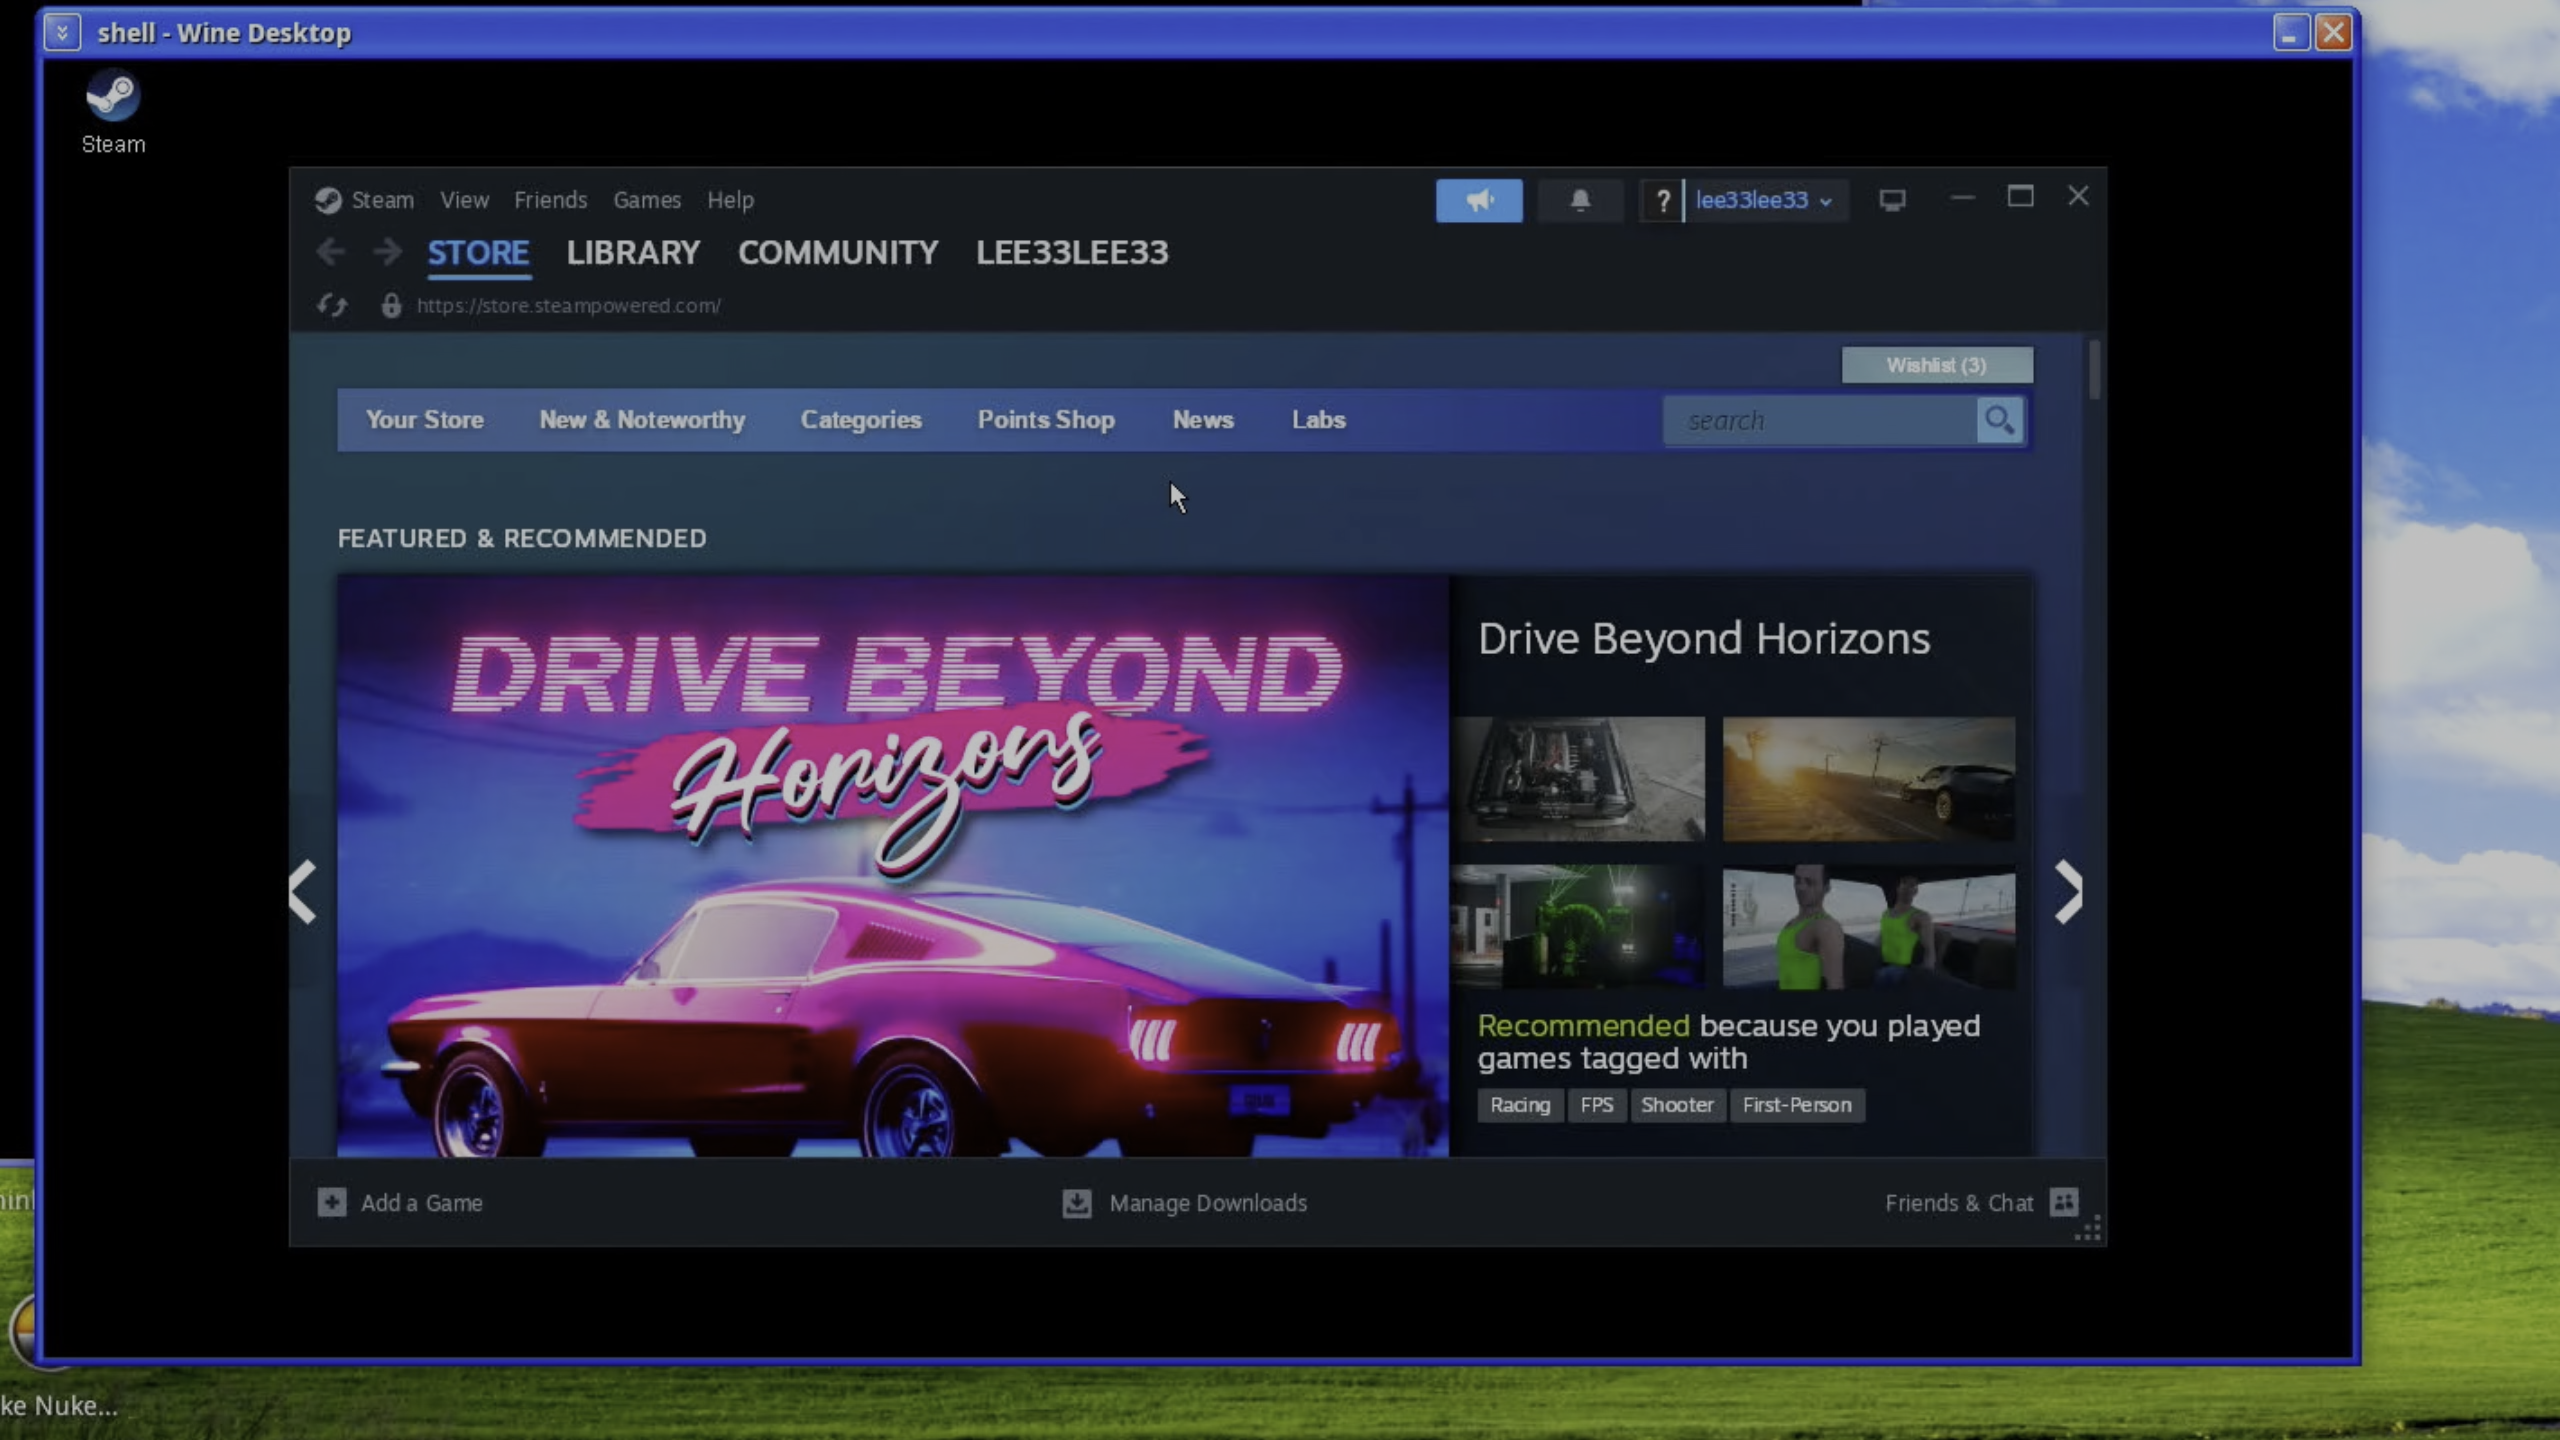 shell - Wine Desktop
Steam
Steam View Friends Games Help
? lee33lee33
STORE LIBRARY COMMUNITY LEE33LEE33
https://store.steampowered.com/
Wishlist (3)
Your Store New & Noteworthy Categories Points Shop News Labs
search
FEATURED & RECOMMENDED
DRIVE BEYOND
Horizons
Drive Beyond Horizons
Recommended because you played
games tagged with
Racing FPS Shooter First-Person
Add a Game Manage Downloads Friends & Chat
ke Nuke...